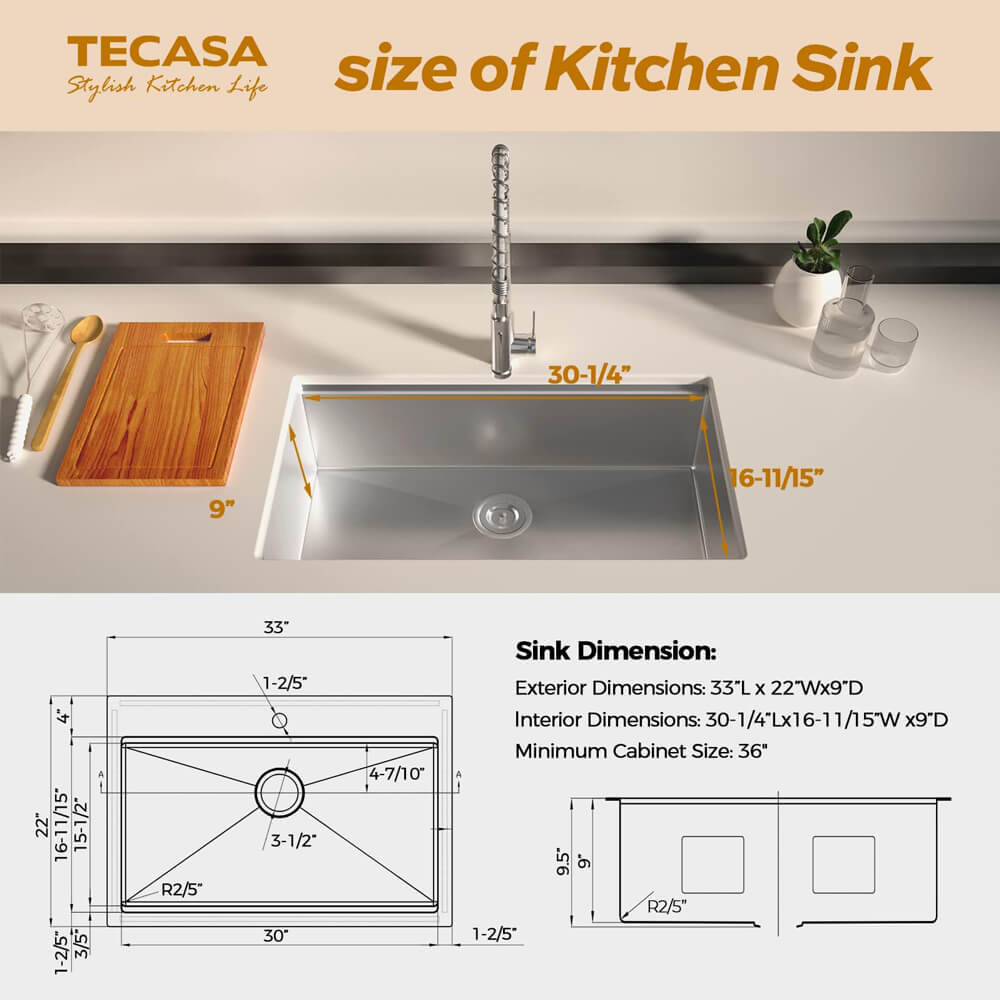 TECASA
Stylish Kitchen Life
size of Kitchen Sink
30-1/4”
16-11/15”
9”
33”
1-2/5”
4”
A
A
4-7/10”
22”
16-11/15”
15-1/2”
3-1/2”
R2/5”
1-2/5”
3/5”
30”
1-2/5”
Sink Dimension:
Exterior Dimensions: 33”L x 22”Wx9”D
Interior Dimensions: 30-1/4”Lx16-11/15”W x9”D
Minimum Cabinet Size: 36"
9.5”
9”
R2/5”